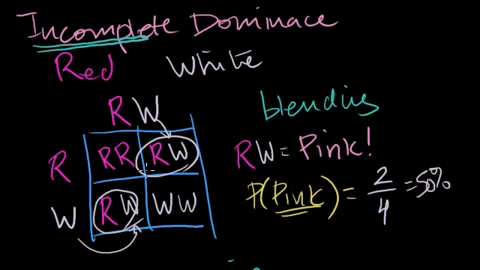 Incomplete Dominace
Red White
R W
blending
R RR RW
RW = Pink!
W RW WW
P(Pink) = 2/4 = 50%